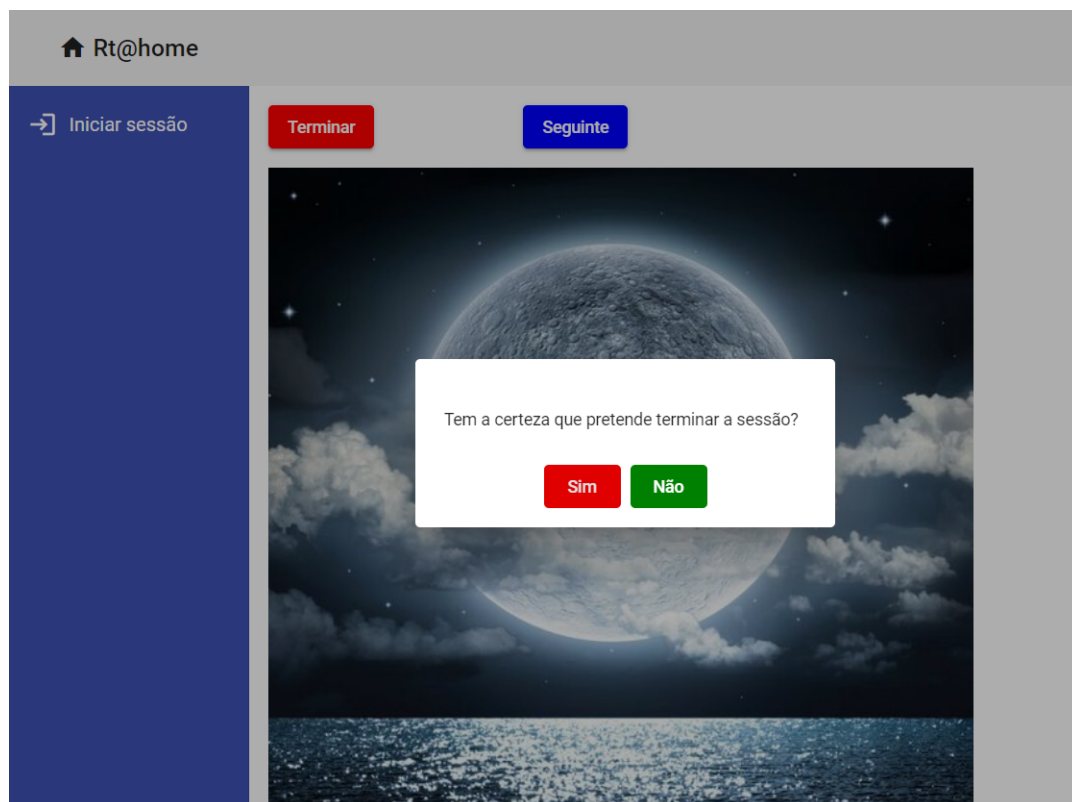 Rt@home
Iniciar sessão
Terminar
Seguinte
Tem a certeza que pretende terminar a sessão?
Sim
Não